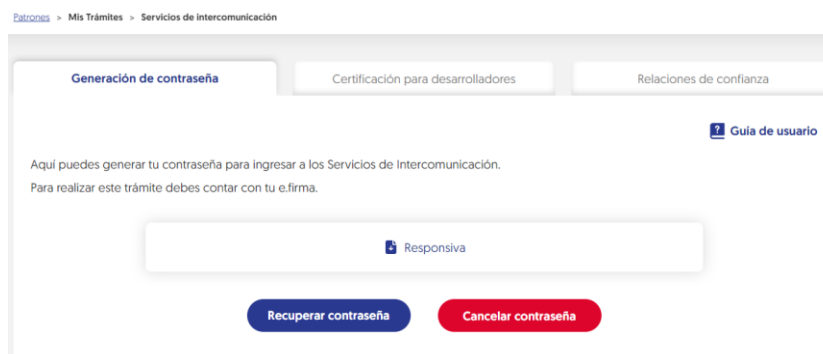 Patrones > Mis Trámites > Servicios de intercomunicación
Generación de contraseña
Certificación para desarrolladores
Relaciones de confianza
? Guía de usuario
Aquí puedes generar tu contraseña para ingresar a los Servicios de Intercomunicación.
Para realizar este trámite debes contar con tu e.firma.
Responsiva
Recuperar contraseña
Cancelar contraseña